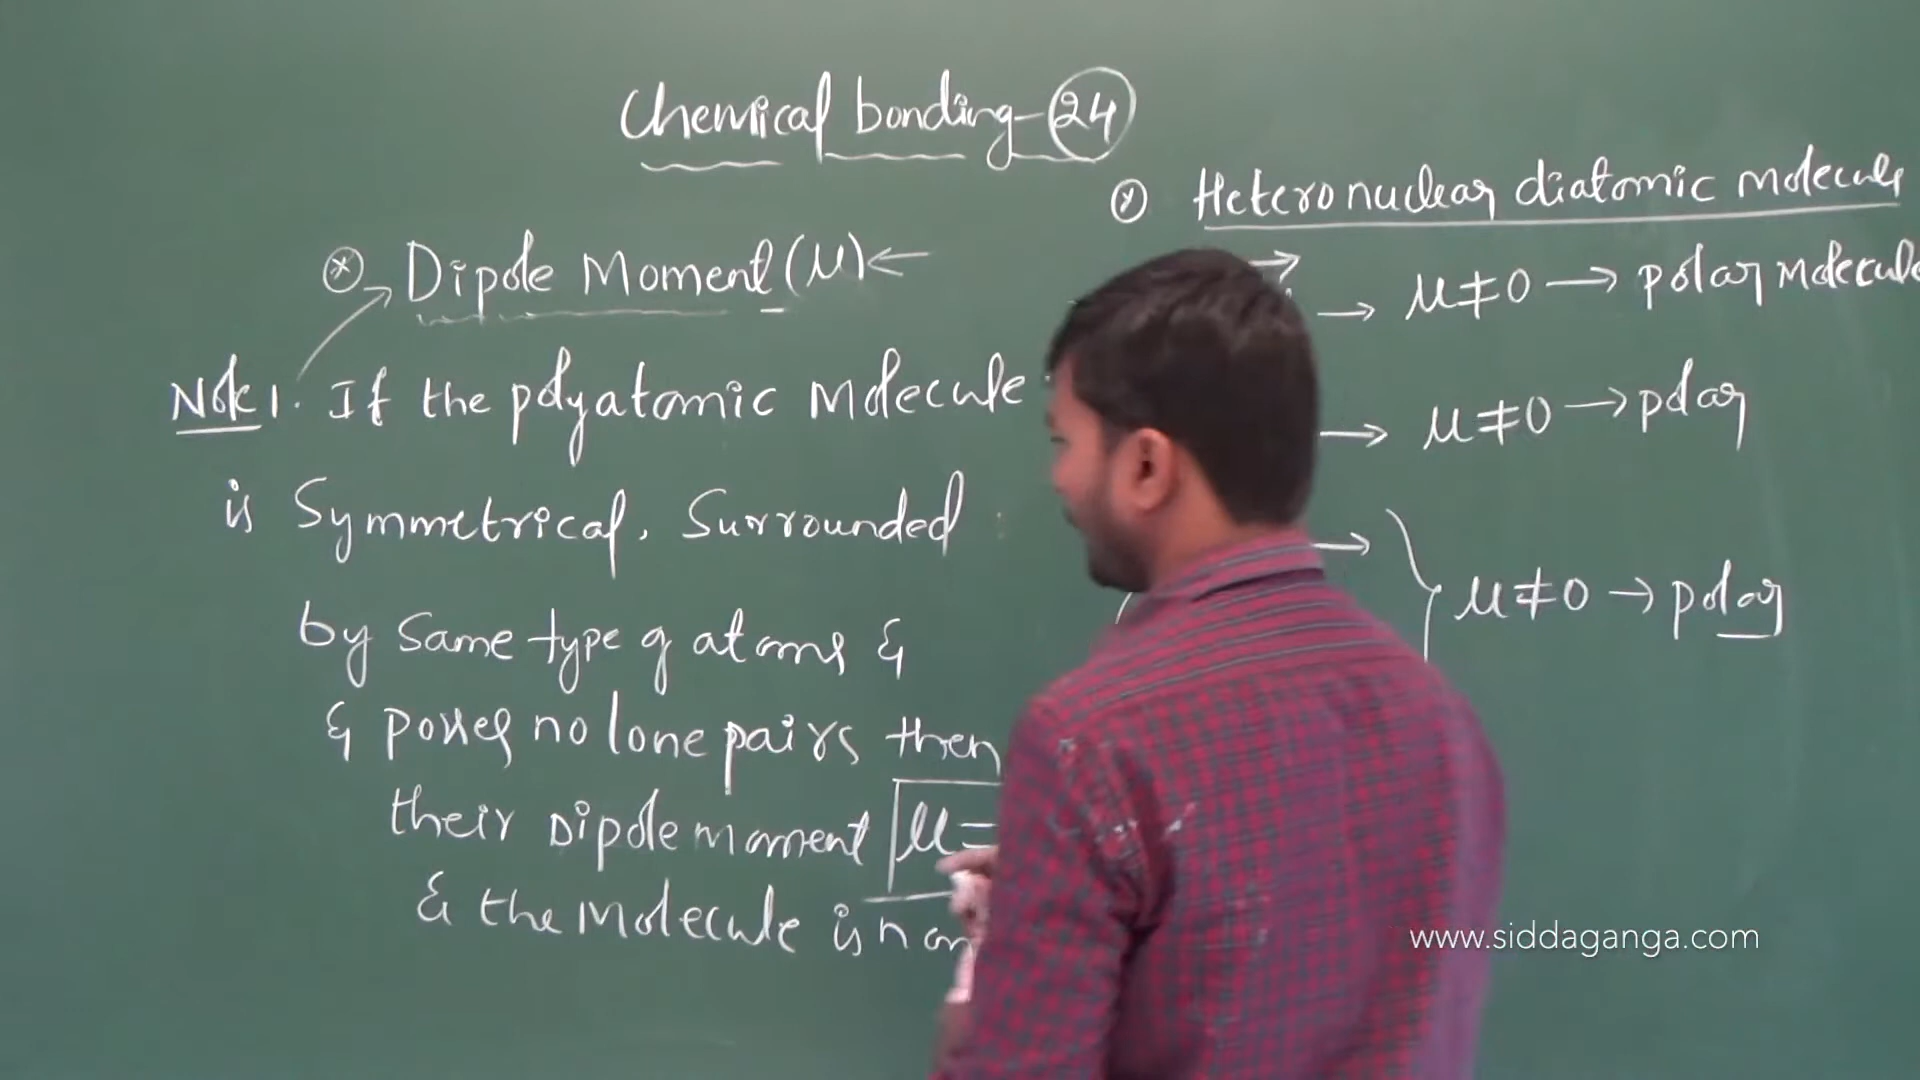 Chemical bonding - 24
Dipole Moment (μ) ←
Note 1. If the polyatomic molecule
is Symmetrical, Surrounded
by same type of atoms &
& posses no lone pairs then
their Dipole moment μ =
& the molecule is non
Heteronuclear diatomic molecule
→ μ ≠ 0 → polar molecule
→ μ ≠ 0 → polar
→ μ ≠ 0 → polar
www.siddaganga.com